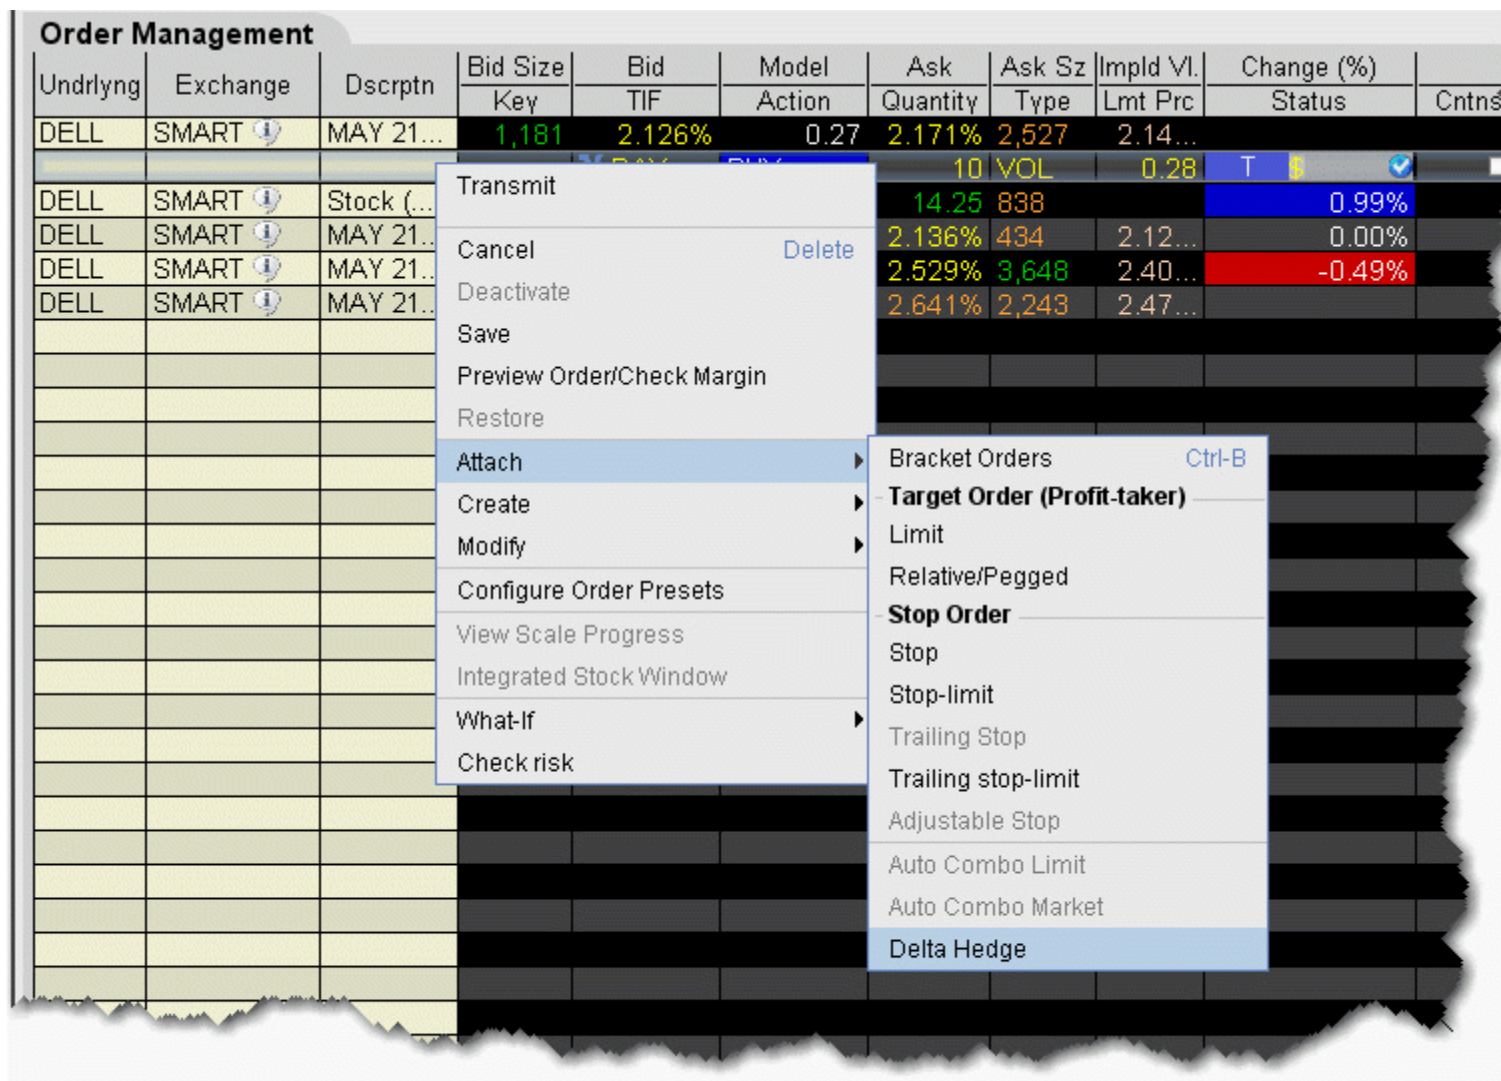 Order Management
Undrlyng Exchange Dscrptn Bid Size Bid Model Ask Ask Sz Impld Vl. Change (%)
Key TIF Action Quantity Type Lmt Prc Status
DELL SMART MAY 21... 1,181 2.126% 0.27 2.171% 2,527 2.14...
10 VOL 0.28 T $
DELL SMART Stock (... 14.25 838 0.99%
DELL SMART MAY 21.. 2.136% 434 2.12... 0.00%
DELL SMART MAY 21.. 2.529% 3,648 2.40... -0.49%
DELL SMART MAY 21.. 2.641% 2,243 2.47...
Transmit
Cancel Delete
Deactivate
Save
Preview Order/Check Margin
Restore
Attach
Create
Modify
Configure Order Presets
View Scale Progress
Integrated Stock Window
What-If
Check risk
Bracket Orders Ctrl-B
Target Order (Profit-taker)
Limit
Relative/Pegged
Stop Order
Stop
Stop-limit
Trailing Stop
Trailing stop-limit
Adjustable Stop
Auto Combo Limit
Auto Combo Market
Delta Hedge